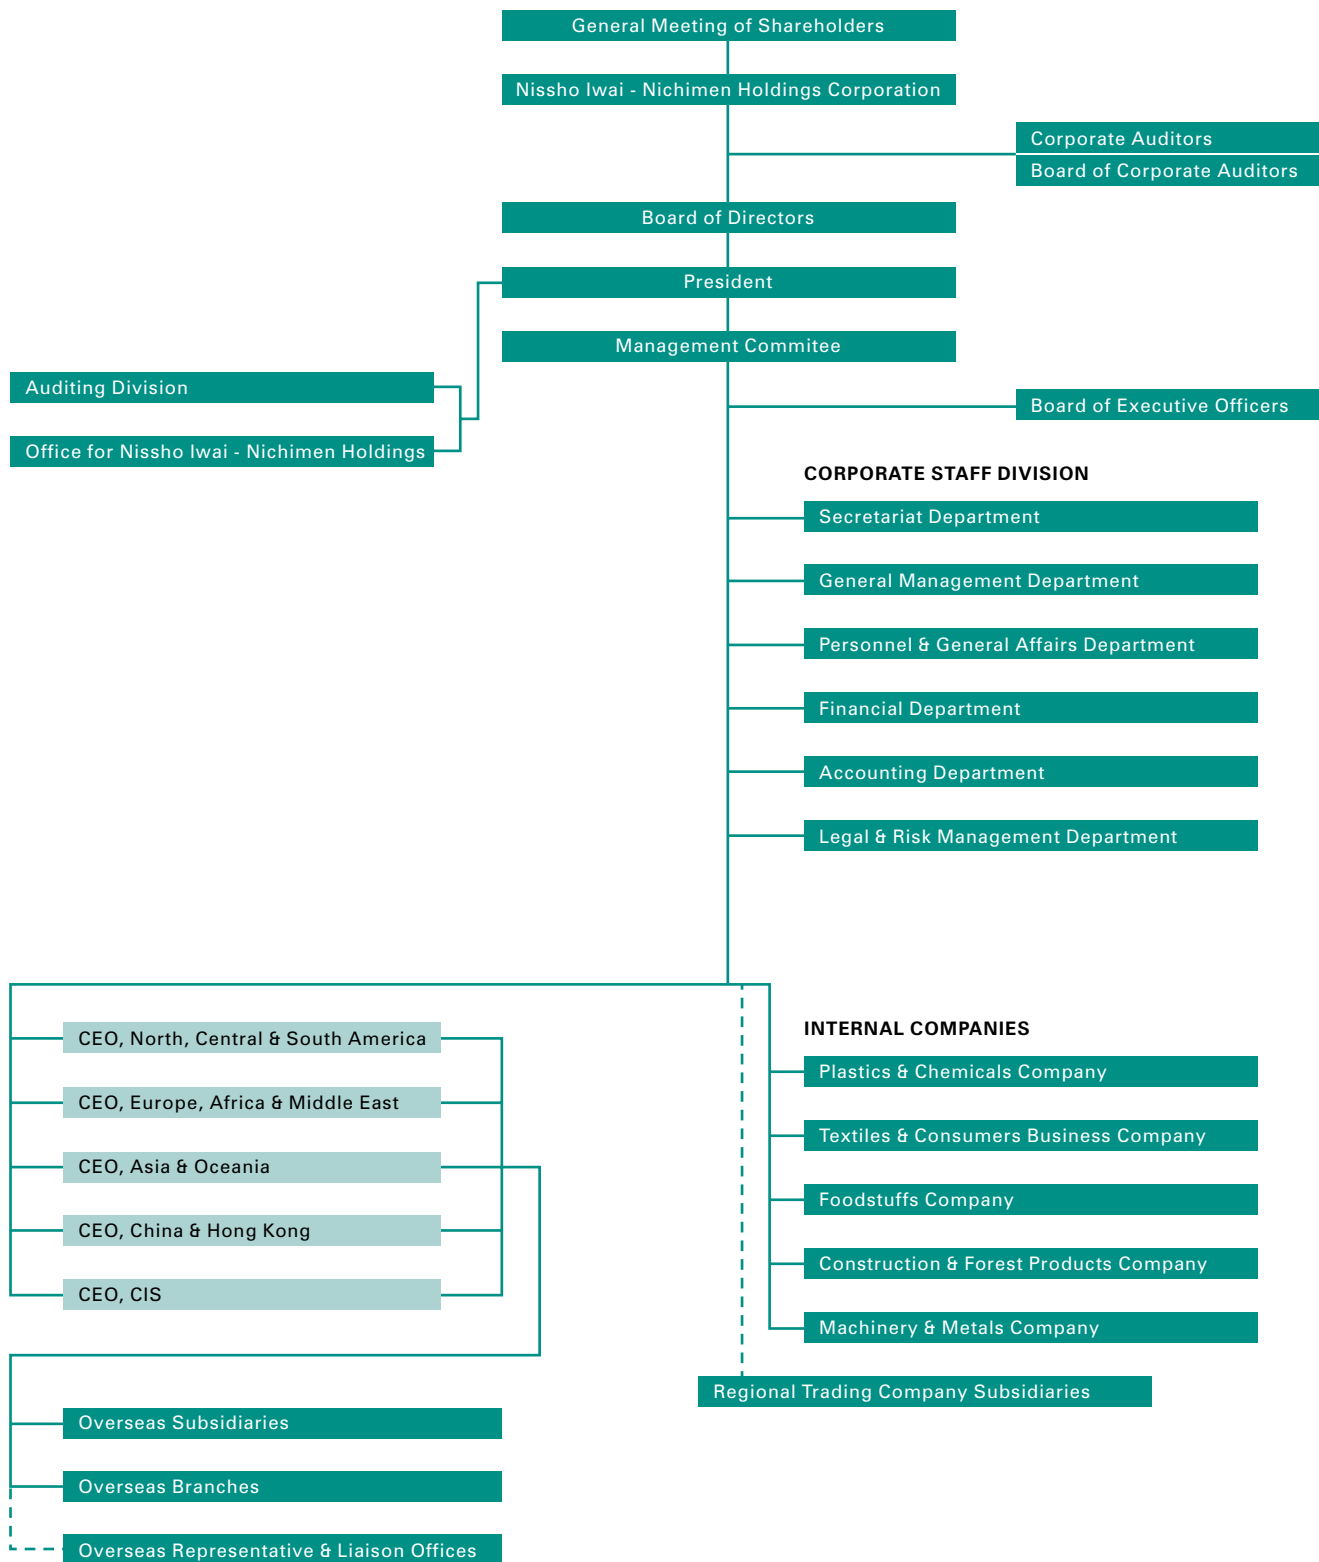 General Meeting of Shareholders
Nissho Iwai - Nichimen Holdings Corporation
Corporate Auditors
Board of Corporate Auditors
Board of Directors
President
Management Commitee
Auditing Division
Office for Nissho Iwai - Nichimen Holdings
Board of Executive Officers
CORPORATE STAFF DIVISION
Secretariat Department
General Management Department
Personnel & General Affairs Department
Financial Department
Accounting Department
Legal & Risk Management Department
CEO, North, Central & South America
CEO, Europe, Africa & Middle East
CEO, Asia & Oceania
CEO, China & Hong Kong
CEO, CIS
INTERNAL COMPANIES
Plastics & Chemicals Company
Textiles & Consumers Business Company
Foodstuffs Company
Construction & Forest Products Company
Machinery & Metals Company
Regional Trading Company Subsidiaries
Overseas Subsidiaries
Overseas Branches
Overseas Representative & Liaison Offices